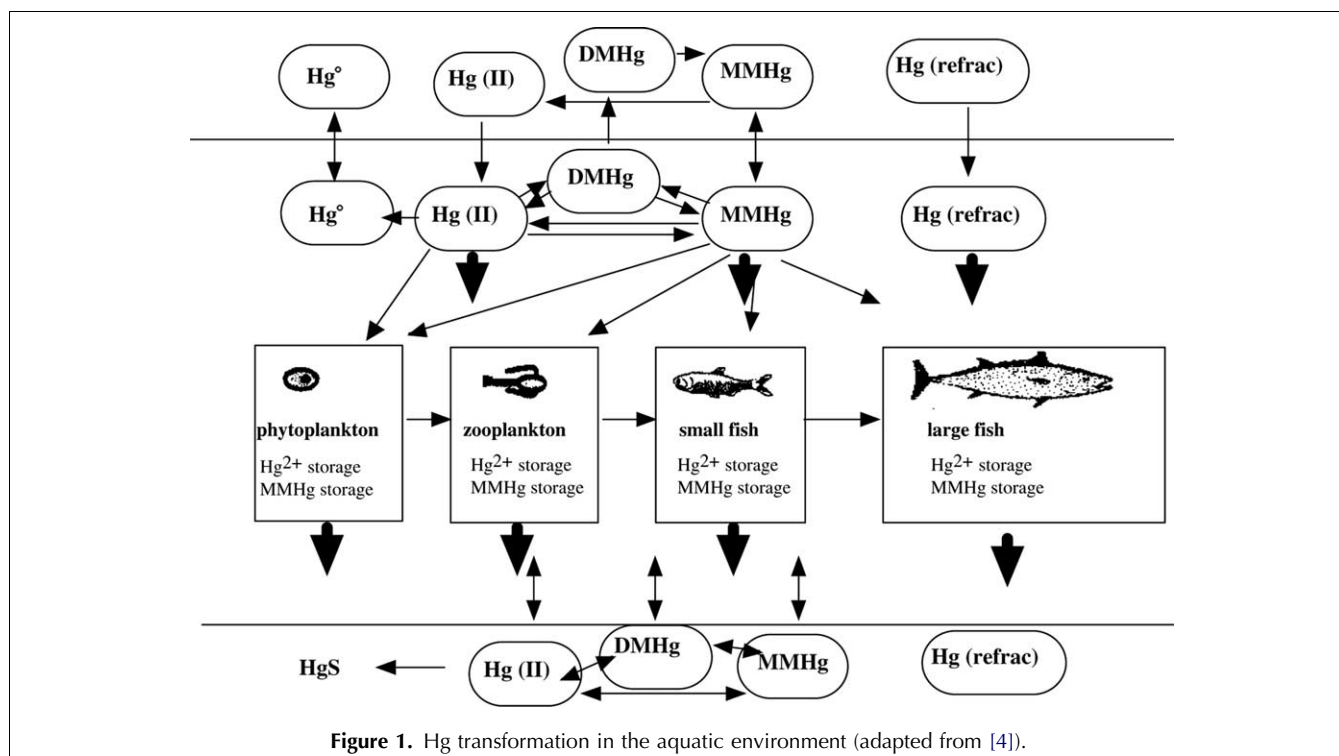 Hg°
Hg (II)
DMHg
MMHg
Hg (refrac)
Hg°
Hg (II)
DMHg
MMHg
Hg (refrac)
phytoplankton
Hg2+ storage
MMHg storage
zooplankton
Hg2+ storage
MMHg storage
small fish
Hg2+ storage
MMHg storage
large fish
Hg2+ storage
MMHg storage
HgS
Hg (II)
DMHg
MMHg
Hg (refrac)
Figure 1. Hg transformation in the aquatic environment (adapted from [4]).